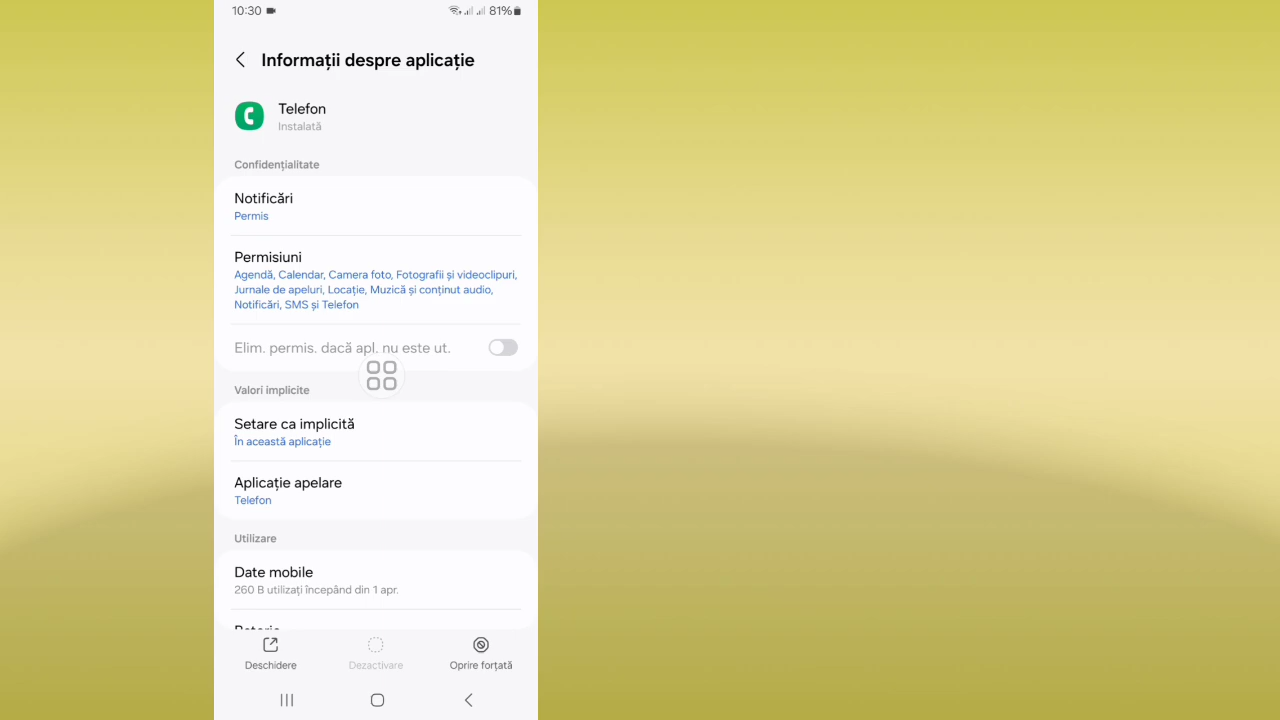 10:30
81%
Informații despre aplicație
Telefon
Instalată
Confidențialitate
Notificări
Permis
Permisiuni
Agendă, Calendar, Camera foto, Fotografii și videoclipuri,
Jurnale de apeluri, Locație, Muzică și conținut audio,
Notificări, SMS și Telefon
Elim. permis. dacă apl. nu este ut.
Valori implicite
Setare ca implicită
În această aplicație
Aplicație apelare
Telefon
Utilizare
Date mobile
260 B utilizați începând din 1 apr.
Baterie
Deschidere
Dezactivare
Oprire forțată